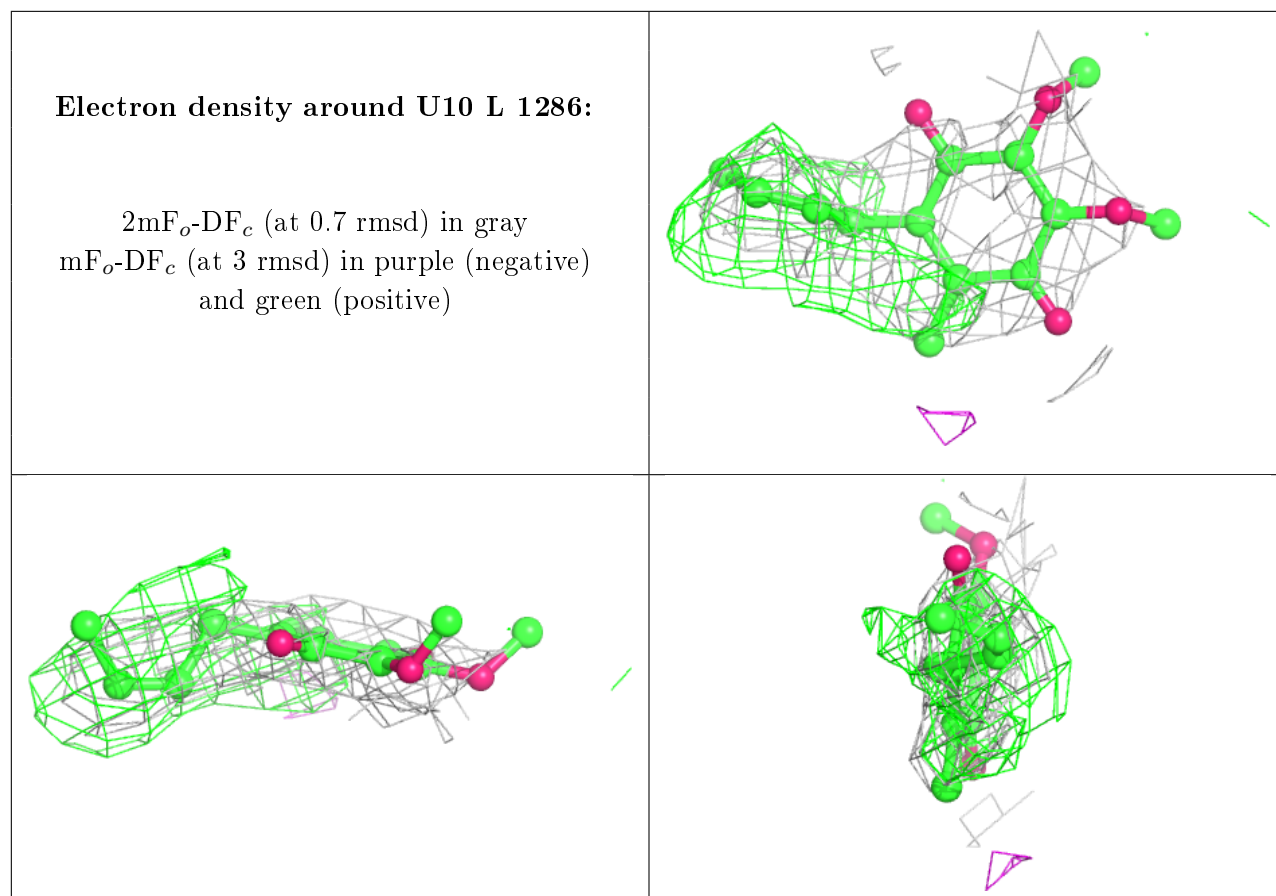 Electron density around U10 L 1286:
2mFo-DFc (at 0.7 rmsd) in gray
mFo-DFc (at 3 rmsd) in purple (negative)
and green (positive)